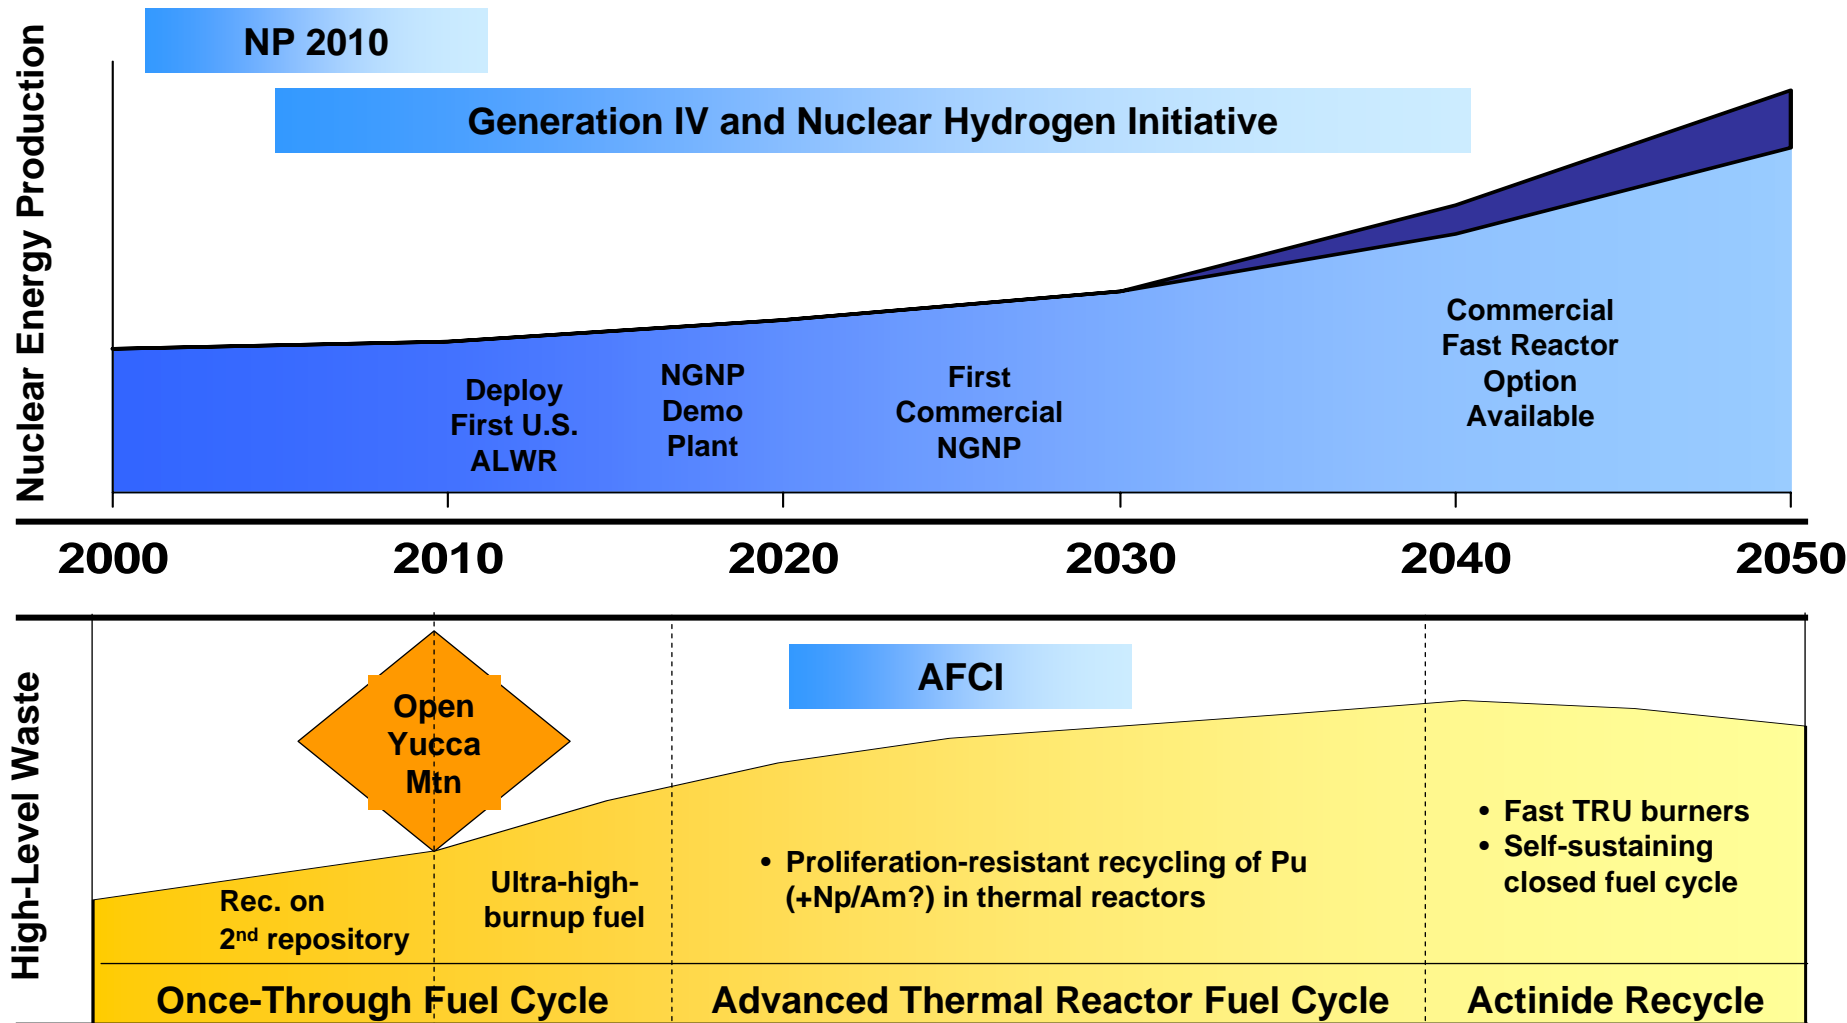 Nuclear Energy Production
NP 2010
Generation IV and Nuclear Hydrogen Initiative
Deploy
First U.S.
ALWR
NGNP
Demo
Plant
First
Commercial
NGNP
Commercial
Fast Reactor
Option
Available
2000 2010 2020 2030 2040 2050
High-Level Waste
Open
Yucca
Mtn
AFCI
Rec. on
2nd repository
Ultra-high-
burnup fuel
• Proliferation-resistant recycling of Pu
(+Np/Am?) in thermal reactors
• Fast TRU burners
• Self-sustaining
closed fuel cycle
Once-Through Fuel Cycle
Advanced Thermal Reactor Fuel Cycle
Actinide Recycle